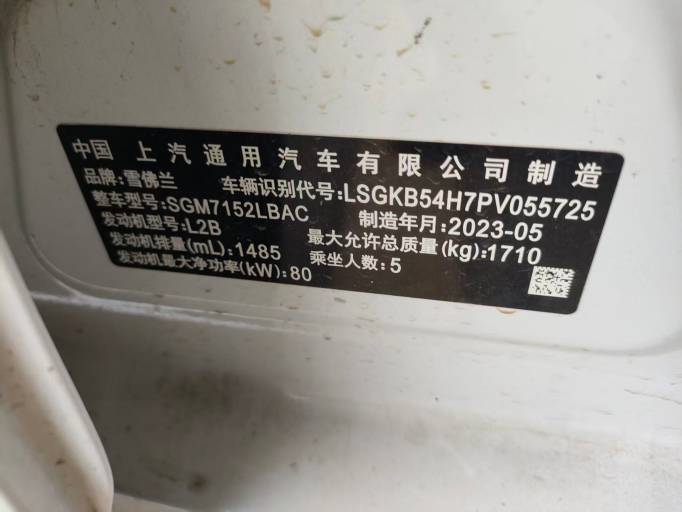 中国 上汽通用汽车有限公司制造
品牌:雪佛兰 车辆识别代号:LSGKB54H7PV055725
整车型号:SGM7152LBAC 制造年月:2023-05
发动机型号:L2B 最大允许总质量(kg):1710
发动机排量(mL):1485 乘坐人数:5
发动机最大净功率(kW):80